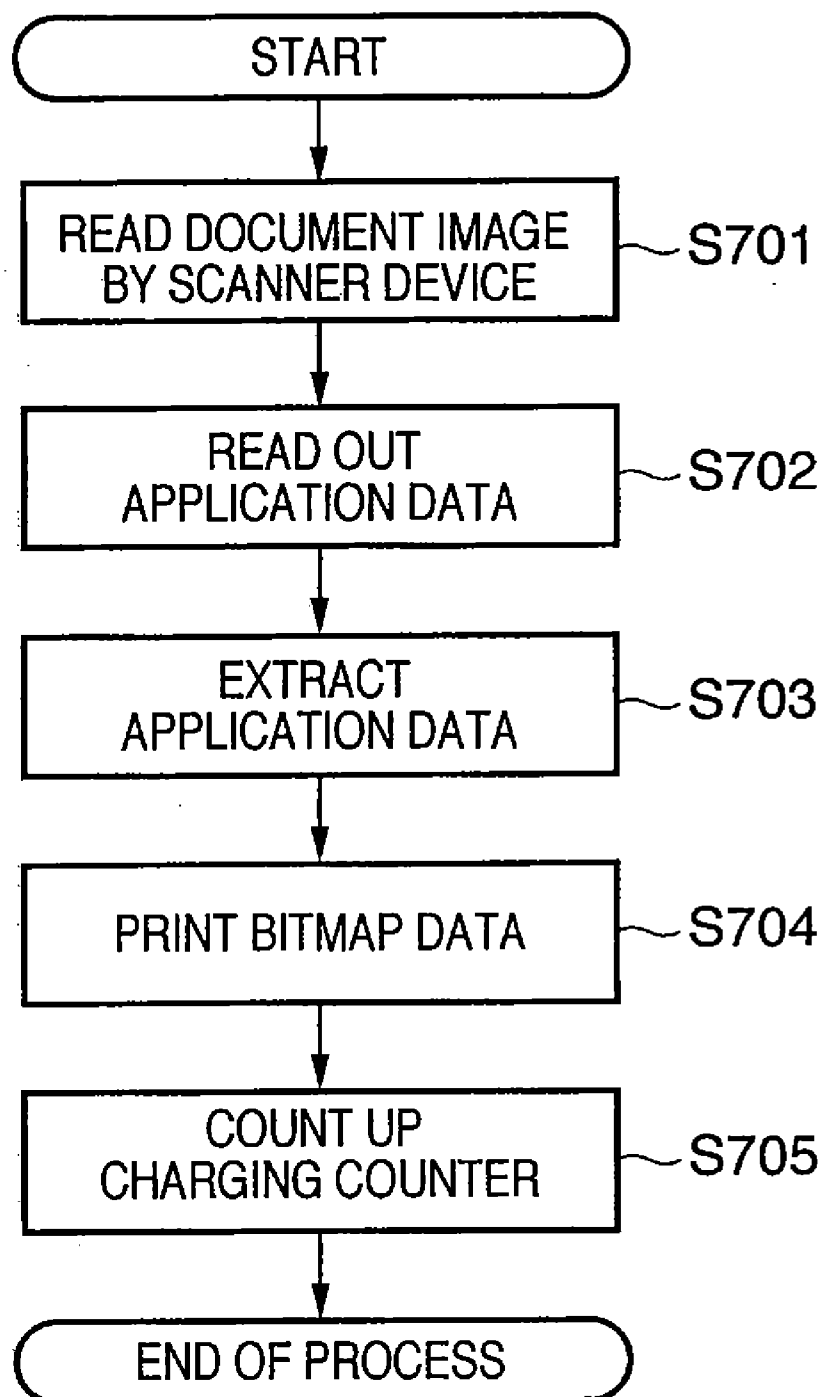 START
READ DOCUMENT IMAGE
BY SCANNER DEVICE
S701
READ OUT
APPLICATION DATA
S702
EXTRACT
APPLICATION DATA
S703
PRINT BITMAP DATA
S704
COUNT UP
CHARGING COUNTER
S705
END OF PROCESS